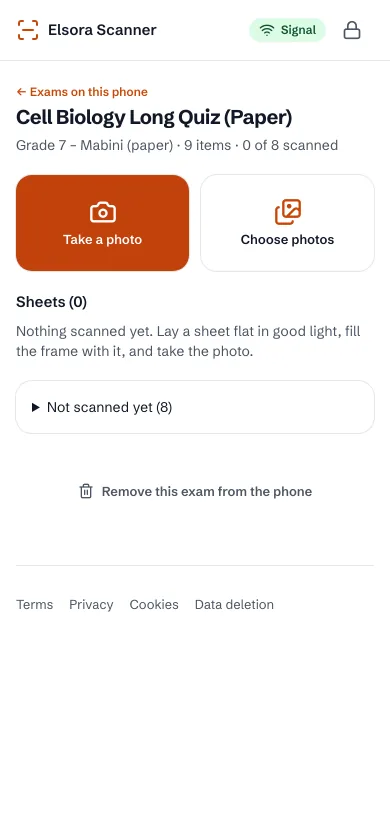 Elsora Scanner
Signal
← Exams on this phone
Cell Biology Long Quiz (Paper)
Grade 7 – Mabini (paper) · 9 items · 0 of 8 scanned
Take a photo
Choose photos
Sheets (0)
Nothing scanned yet. Lay a sheet flat in good light, fill
the frame with it, and take the photo.
Not scanned yet (8)
Remove this exam from the phone
Terms Privacy Cookies Data deletion